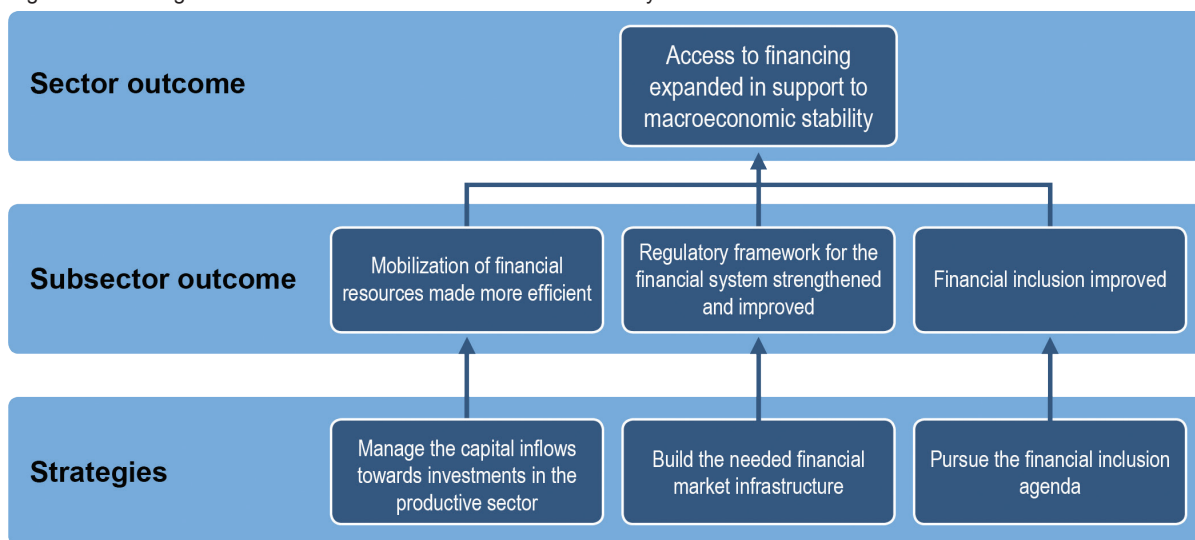 Sector outcome
Access to financing
expanded in support to
macroeconomic stability
Subsector outcome
Mobilization of financial
resources made more efficient
Regulatory framework for the
financial system strengthened
and improved
Financial inclusion improved
Strategies
Manage the capital inflows
towards investments in the
productive sector
Build the needed financial
market infrastructure
Pursue the financial inclusion
agenda